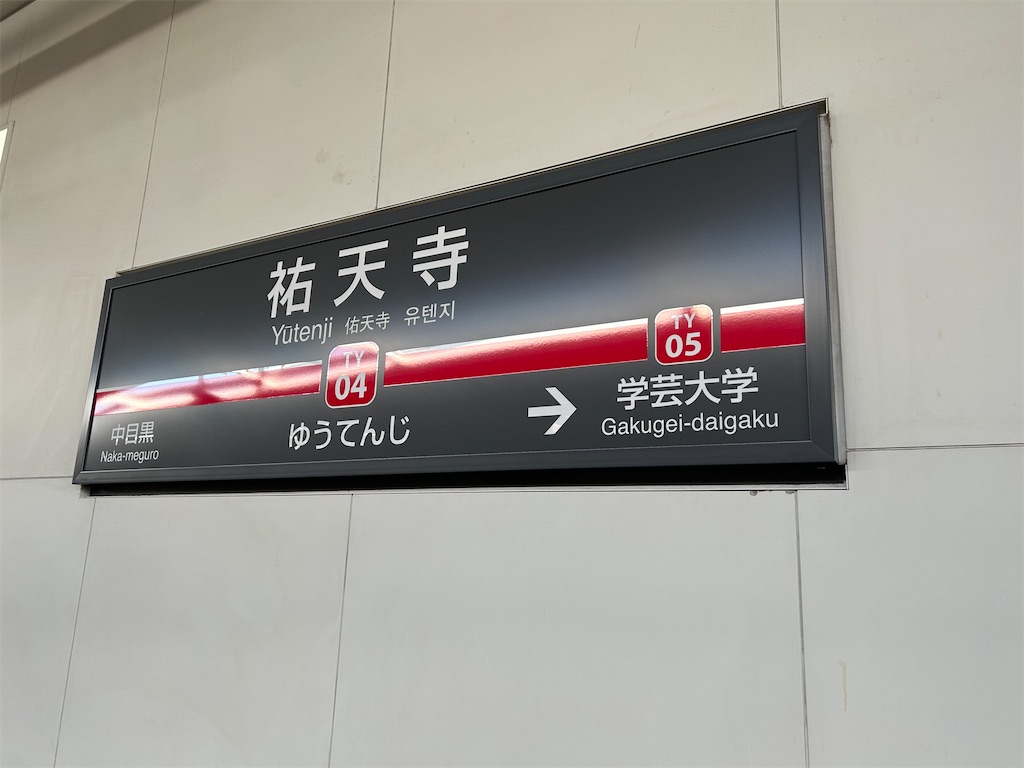 祐天寺
Yūtenji 佑天寺 유텐지
TY
04
TY
05
中目黒
Naka-meguro
ゆうてんじ
→
学芸大学
Gakugei-daigaku